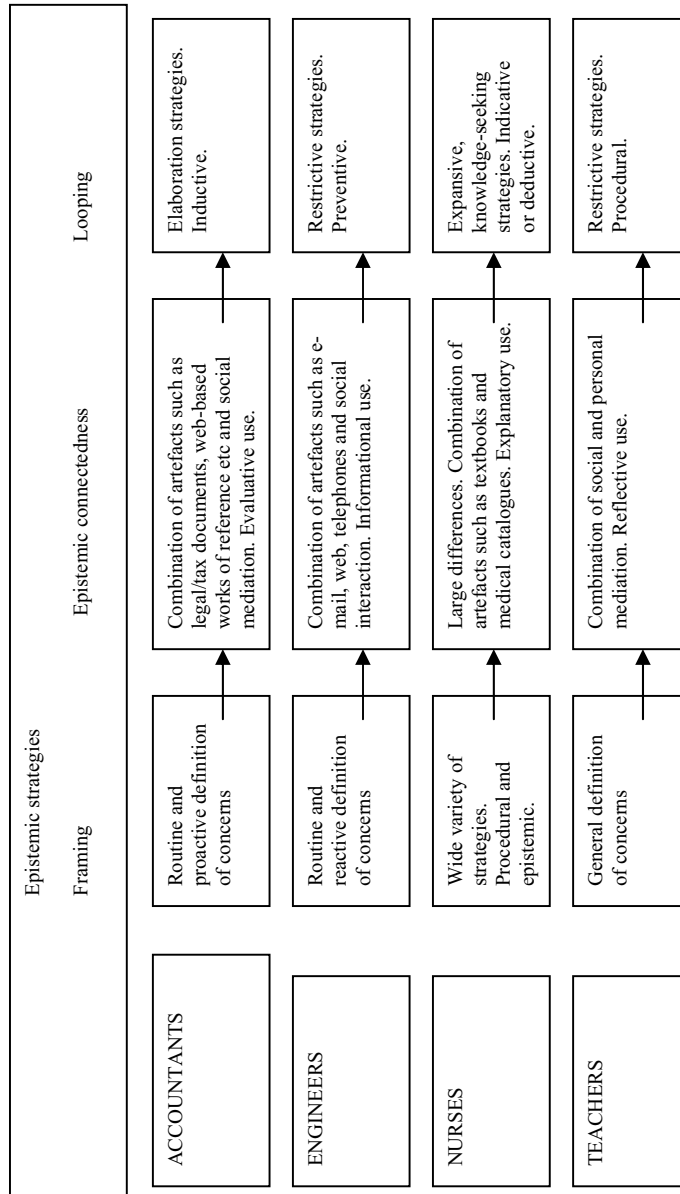 Epistemic strategies
Framing
Epistemic connectedness
Looping
ACCOUNTANTS
Routine and
proactive definition
of concerns
Combination of artefacts such as
legal/tax documents, web-based
works of reference etc and social
mediation. Evaluative use.
Elaboration strategies.
Inductive.
ENGINEERS
Routine and
reactive definition
of concerns
Combination of artefacts such as e-
mail, web, telephones and social
interaction. Informational use.
Restrictive strategies.
Preventive.
NURSES
Wide variety of
strategies.
Procedural and
epistemic.
Large differences. Combination of
artefacts such as textbooks and
medical catalogues. Explanatory use.
Expansive,
knowledge-seeking
strategies. Indicative
or deductive.
TEACHERS
General definition
of concerns
Combination of social and personal
mediation. Reflective use.
Restrictive strategies.
Procedural.